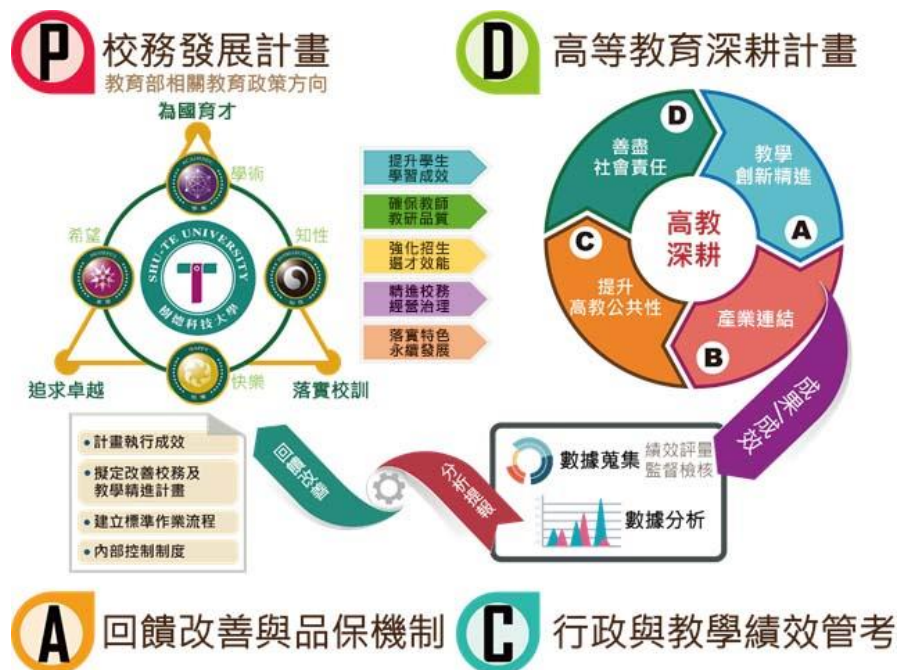 P 校務發展計畫
教育部相關教育政策方向
為國育才
學術
希望
知性
SHU-TE UNIVERSITY
樹德科技大學
快樂
追求卓越
落實校訓
提升學生
學習成效
確保教師
教研品質
強化招生
選才效能
精進校務
經營治理
落實特色
永續發展
D 高等教育深耕計畫
D
善盡
社會責任
教學
創新精進
A
高教
深耕
C
提升
高教公共性
產業連結
B
成果/成效
數據蒐集
績效評量
監督檢核
數據分析
分析提報
回饋改善
•計畫執行成效
•擬定改善校務及
教學精進計畫
•建立標準作業流程
•內部控制制度
A 回饋改善與品保機制
C 行政與教學績效管考